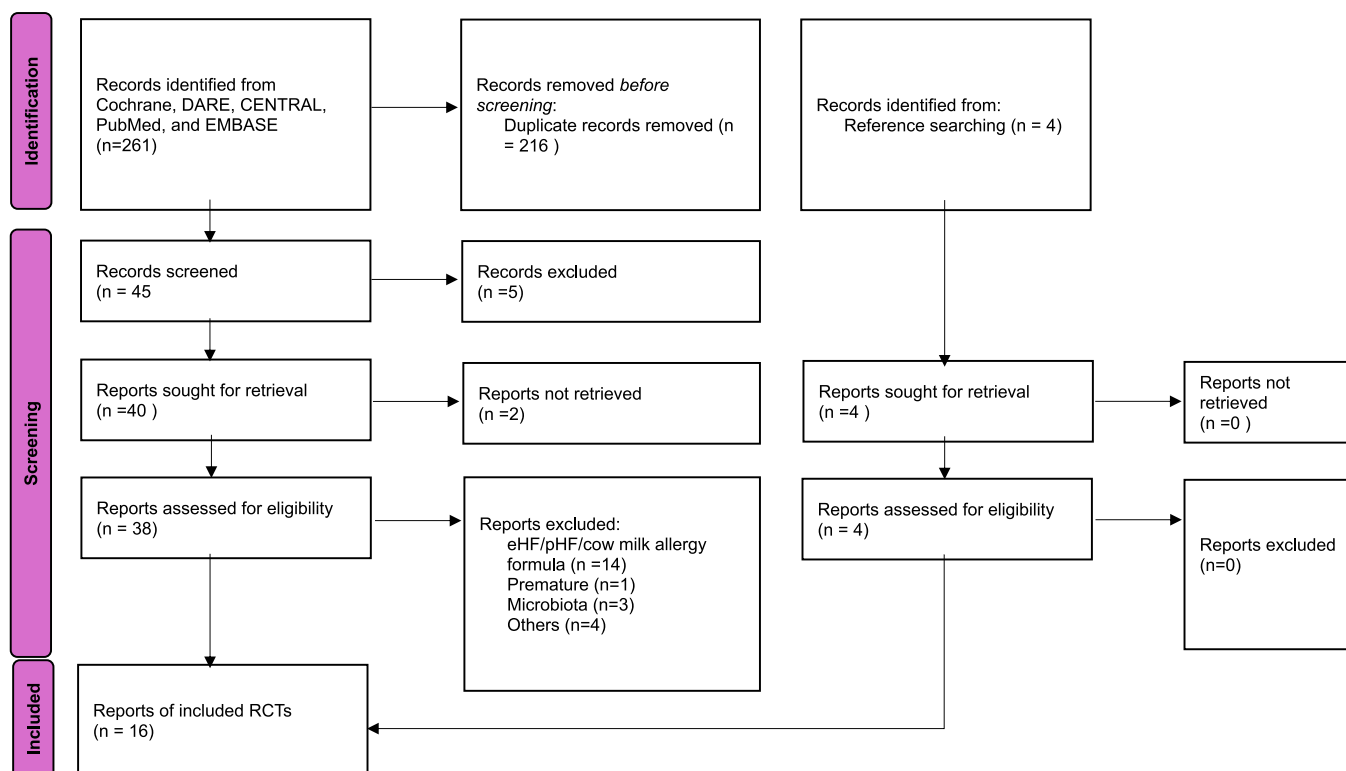 Identification
Records identified from
Cochrane, DARE, CENTRAL,
PubMed, and EMBASE
(n=261)
Records removed before
screening:
Duplicate records removed (n
= 216 )
Records identified from:
Reference searching (n = 4)
Screening
Records screened
(n = 45
Records excluded
(n =5)
Reports sought for retrieval
(n =40 )
Reports not retrieved
(n =2)
Reports sought for retrieval
(n =4 )
Reports not
retrieved
(n =0 )
Reports assessed for eligibility
(n = 38)
Reports excluded:
eHF/pHF/cow milk allergy
formula (n =14)
Premature (n=1)
Microbiota (n=3)
Others (n=4)
Reports assessed for eligibility
(n = 4)
Reports excluded
(n=0)
Included
Reports of included RCTs
(n = 16)